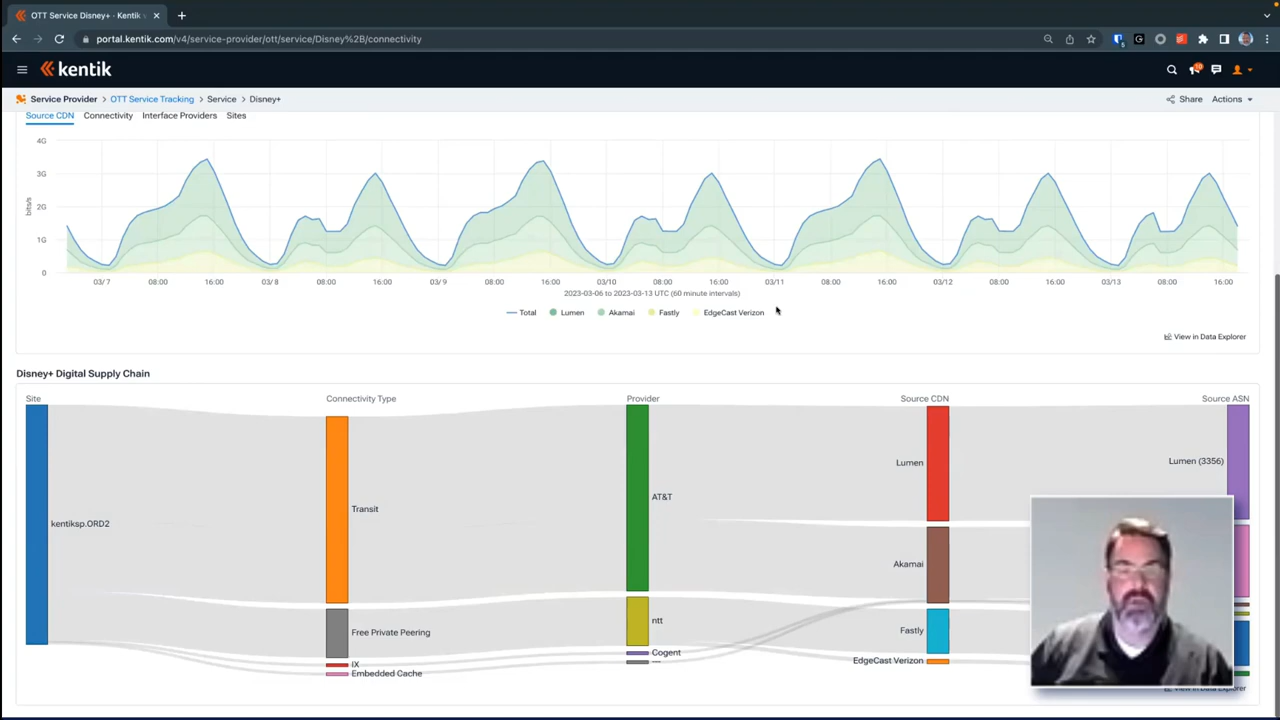 OTT Service Disney+ · Kentik
portal.kentik.com/v4/service-provider/ott/service/Disney%2B/connectivity
kentik
Service Provider > OTT Service Tracking > Service > Disney+
Share Actions
Source CDN Connectivity Interface Providers Sites
4G
3G
2G
1G
0
bits/s
03/7 08:00 16:00 03/8 08:00 16:00 03/9 08:00 16:00 03/10 08:00 16:00 03/11 08:00 16:00 03/12 08:00 16:00 03/13 08:00 16:00
2023-03-06 to 2023-03-13 UTC (60 minute intervals)
Total Lumen Akamai Fastly EdgeCast Verizon
View in Data Explorer
Disney+ Digital Supply Chain
Site Connectivity Type Provider Source CDN Source ASN
kentiksp.ORD2
Transit
Free Private Peering
IX
Embedded Cache
AT&T
ntt
Cogent
—
Lumen
Akamai
Fastly
EdgeCast Verizon
Lumen (3356)
View in Data Explorer